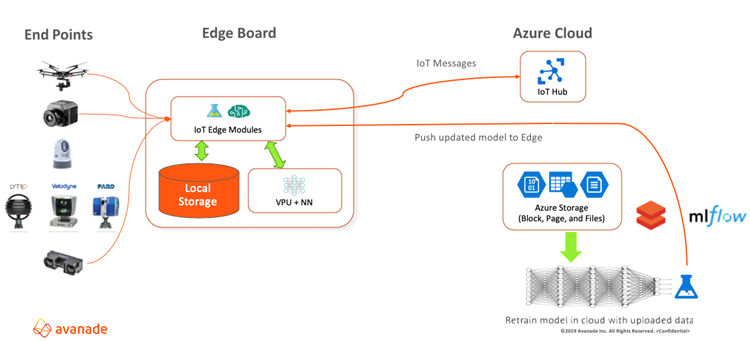 End Points
Edge Board
Azure Cloud
IoT Messages
IoT Hub
IoT Edge Modules
Push updated model to Edge
Velodyne
FARO
Local
Storage
VPU + NN
Azure Storage
(Block, Page, and Files)
10
01
mlflow
Retrain model in cloud with uploaded data
©2019 Avanade Inc. All Rights Reserved. <Confidential>
avanade